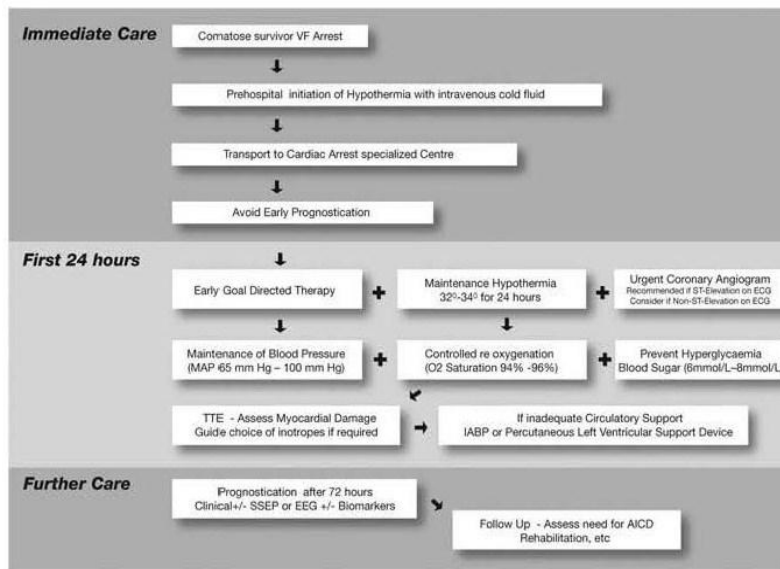 Immediate Care
Comatose survivor VF Arrest
Prehospital initiation of Hypothermia with intravenous cold fluid
Transport to Cardiac Arrest specialized Centre
Avoid Early Prognostication
First 24 hours
Early Goal Directed Therapy
+
Maintenance Hypothermia
32⁰-34⁰ for 24 hours
+
Urgent Coronary Angiogram
Recommended if ST-Elevation on ECG
Consider if Non-ST-Elevation on ECG
Maintenance of Blood Pressure
(MAP 65 mm Hg – 100 mm Hg)
+
Controlled re oxygenation
(O2 Saturation 94% -96%)
+
Prevent Hyperglycaemia
Blood Sugar (6mmol/L–8mmol/L
TTE - Assess Myocardial Damage
Guide choice of inotropes if required
If inadequate Circulatory Support
IABP or Percutaneous Left Ventricular Support Device
Further Care
Prognostication after 72 hours
Clinical+/- SSEP or EEG +/- Biomarkers
Follow Up - Assess need for AICD
Rehabilitation, etc